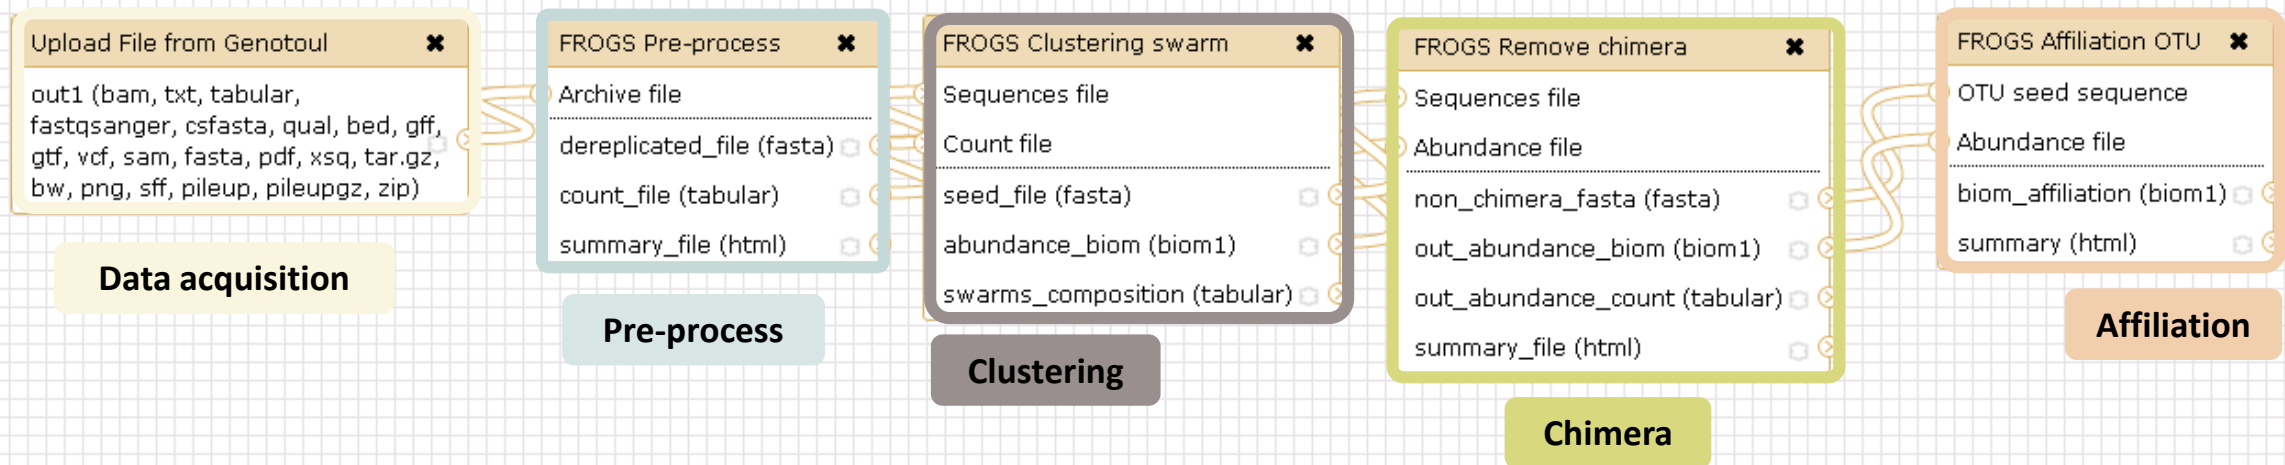 Upload File from Genotoul
out1 (bam, txt, tabular,
fastqsanger, csfasta, qual, bed, gff,
gtf, vcf, sam, fasta, pdf, xsq, tar.gz,
bw, png, sff, pileup, pileupgz, zip)
Data acquisition
FROGS Pre-process
Archive file
dereplicated_file (fasta)
count_file (tabular)
summary_file (html)
Pre-process
FROGS Clustering swarm
Sequences file
Count file
seed_file (fasta)
abundance_biom (biom1)
swarms_composition (tabular)
Clustering
FROGS Remove chimera
Sequences file
Abundance file
non_chimera_fasta (fasta)
out_abundance_biom (biom1)
out_abundance_count (tabular)
summary_file (html)
Chimera
FROGS Affiliation OTU
OTU seed sequence
Abundance file
biom_affiliation (biom1)
summary (html)
Affiliation